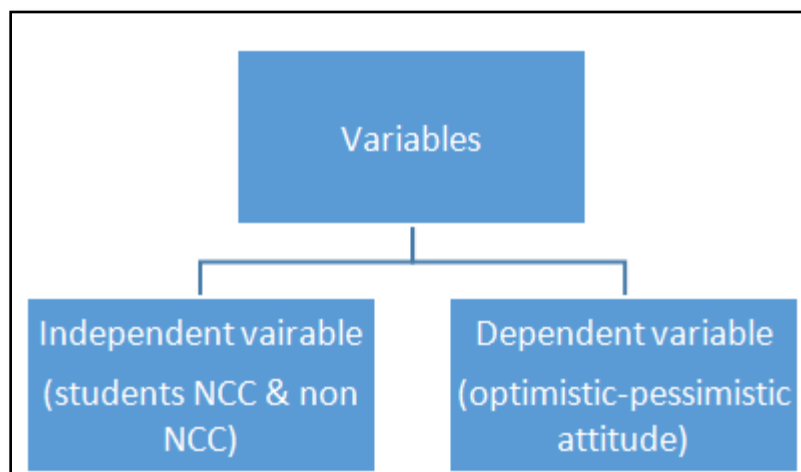 Variables
Independent vairable
(students NCC & non
NCC)
Dependent variable
(optimistic-pessimistic
attitude)